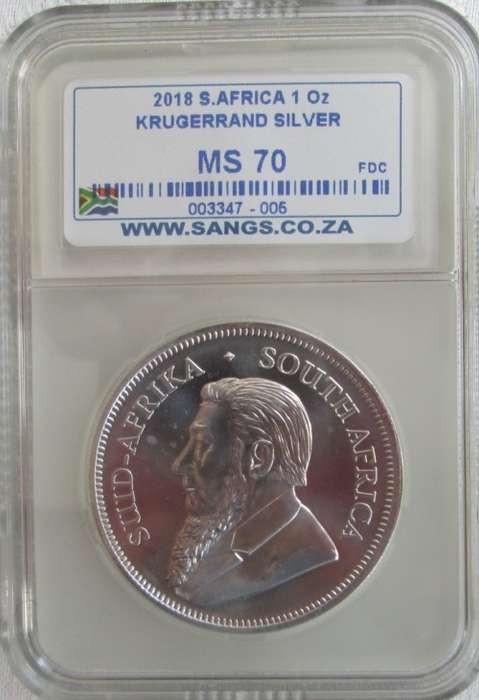 2018 S.AFRICA 1 Oz
KRUGERRAND SILVER
MS 70
FDC
003347 - 006
WWW.SANGS.CO.ZA
SUID-AFRIKA SOUTH AFRICA